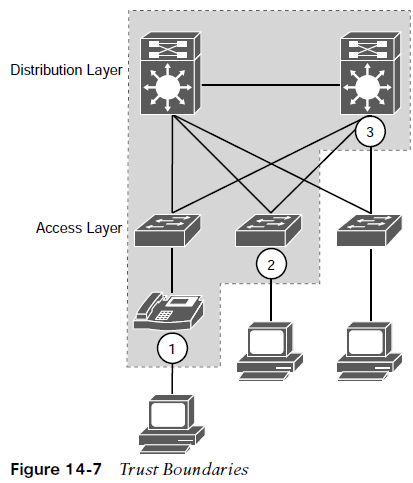 Distribution Layer
3
Access Layer
2
1
Figure 14-7 Trust Boundaries